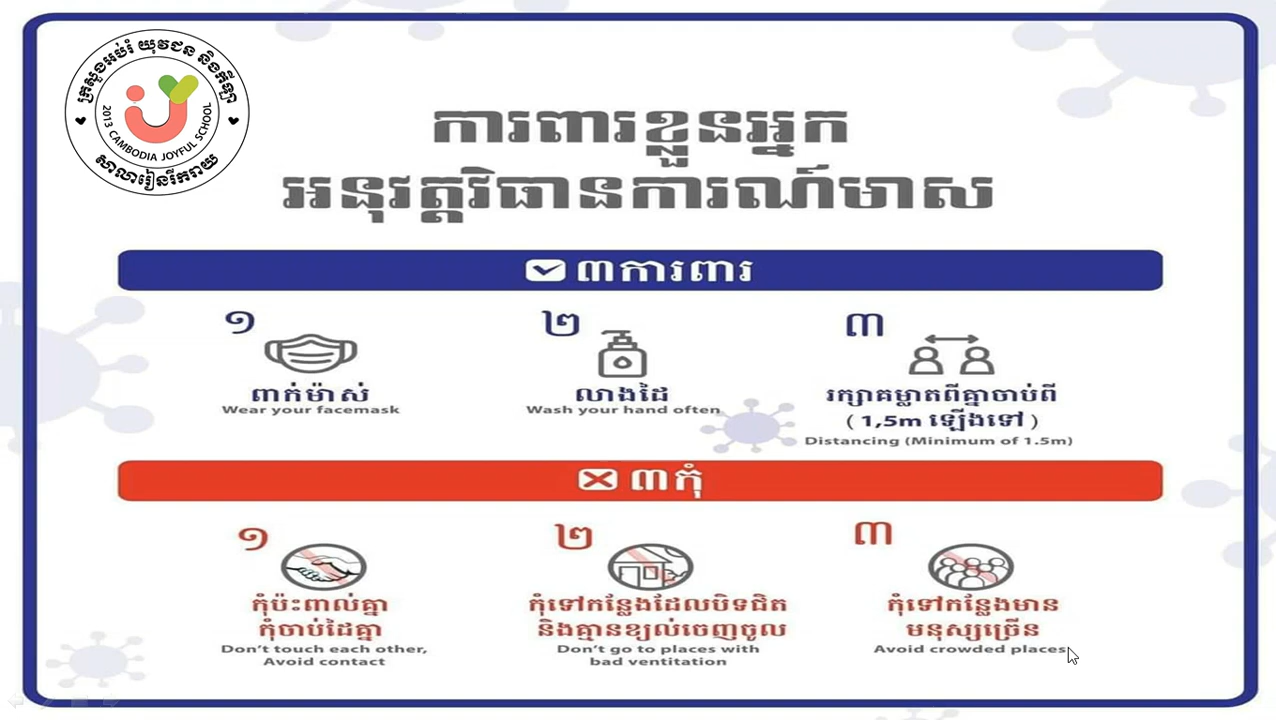 ក្រសួងអប់រំ យុវជន និងកីឡា
2013 CAMBODIA JOYFUL SCHOOL
សាលារៀនរីករាយ
ការពារខ្លួនអ្នក
អនុវត្តវិធានការណ៍មាស
៣ការពារ
១
២
៣
ពាក់ម៉ាស់
Wear your facemask
លាងដៃ
Wash your hand often
រក្សាគម្លាតពីគ្នាចាប់ពី
( 1,5m ឡើងទៅ )
Distancing (Minimum of 1.5m)
៣កុំ
១
២
៣
កុំប៉ះពាល់គ្នា
កុំចាប់ដៃគ្នា
Don't touch each other,
Avoid contact
កុំទៅកន្លែងដែលបិទជិត
និងគ្មានខ្យល់ចេញចូល
Don't go to places with
bad ventitation
កុំទៅកន្លែងមាន
មនុស្សច្រើន
Avoid crowded places